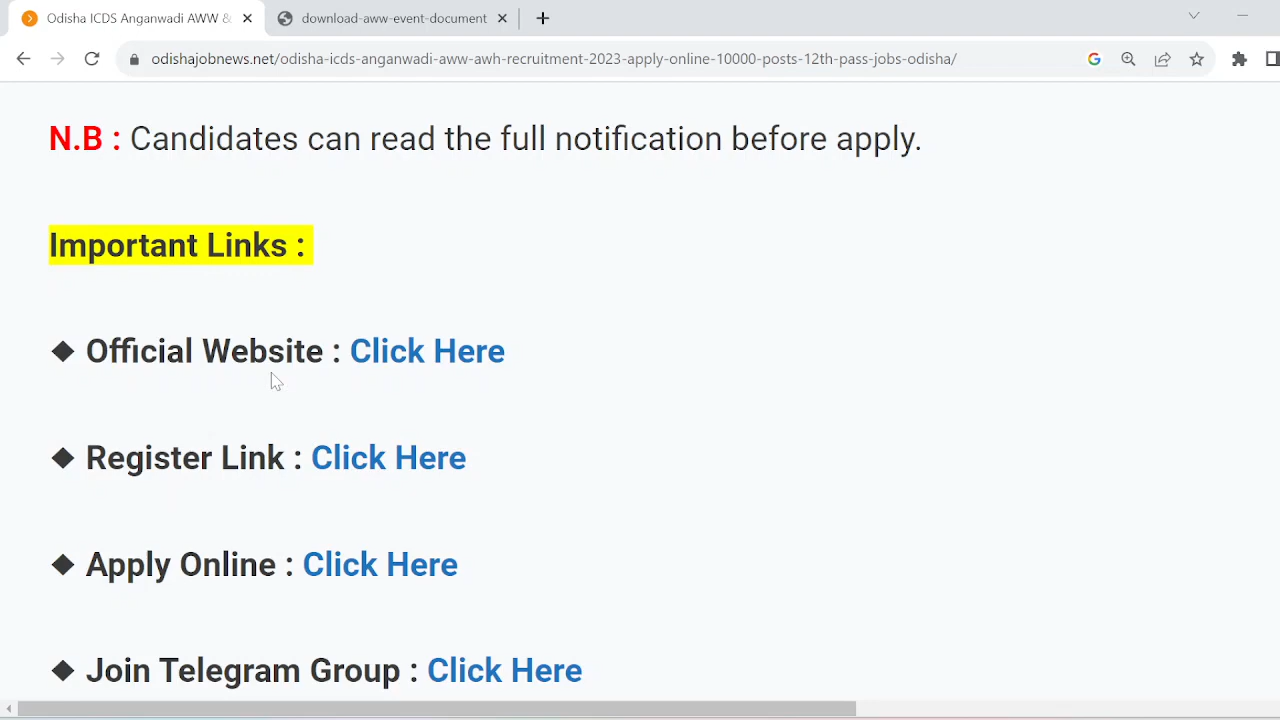 Odisha ICDS Anganwadi AWW &
download-aww-event-document
odishajobnews.net/odisha-icds-anganwadi-aww-awh-recruitment-2023-apply-online-10000-posts-12th-pass-jobs-odisha/
N.B : Candidates can read the full notification before apply.
Important Links :
❖ Official Website : Click Here
❖ Register Link : Click Here
❖ Apply Online : Click Here
❖ Join Telegram Group : Click Here